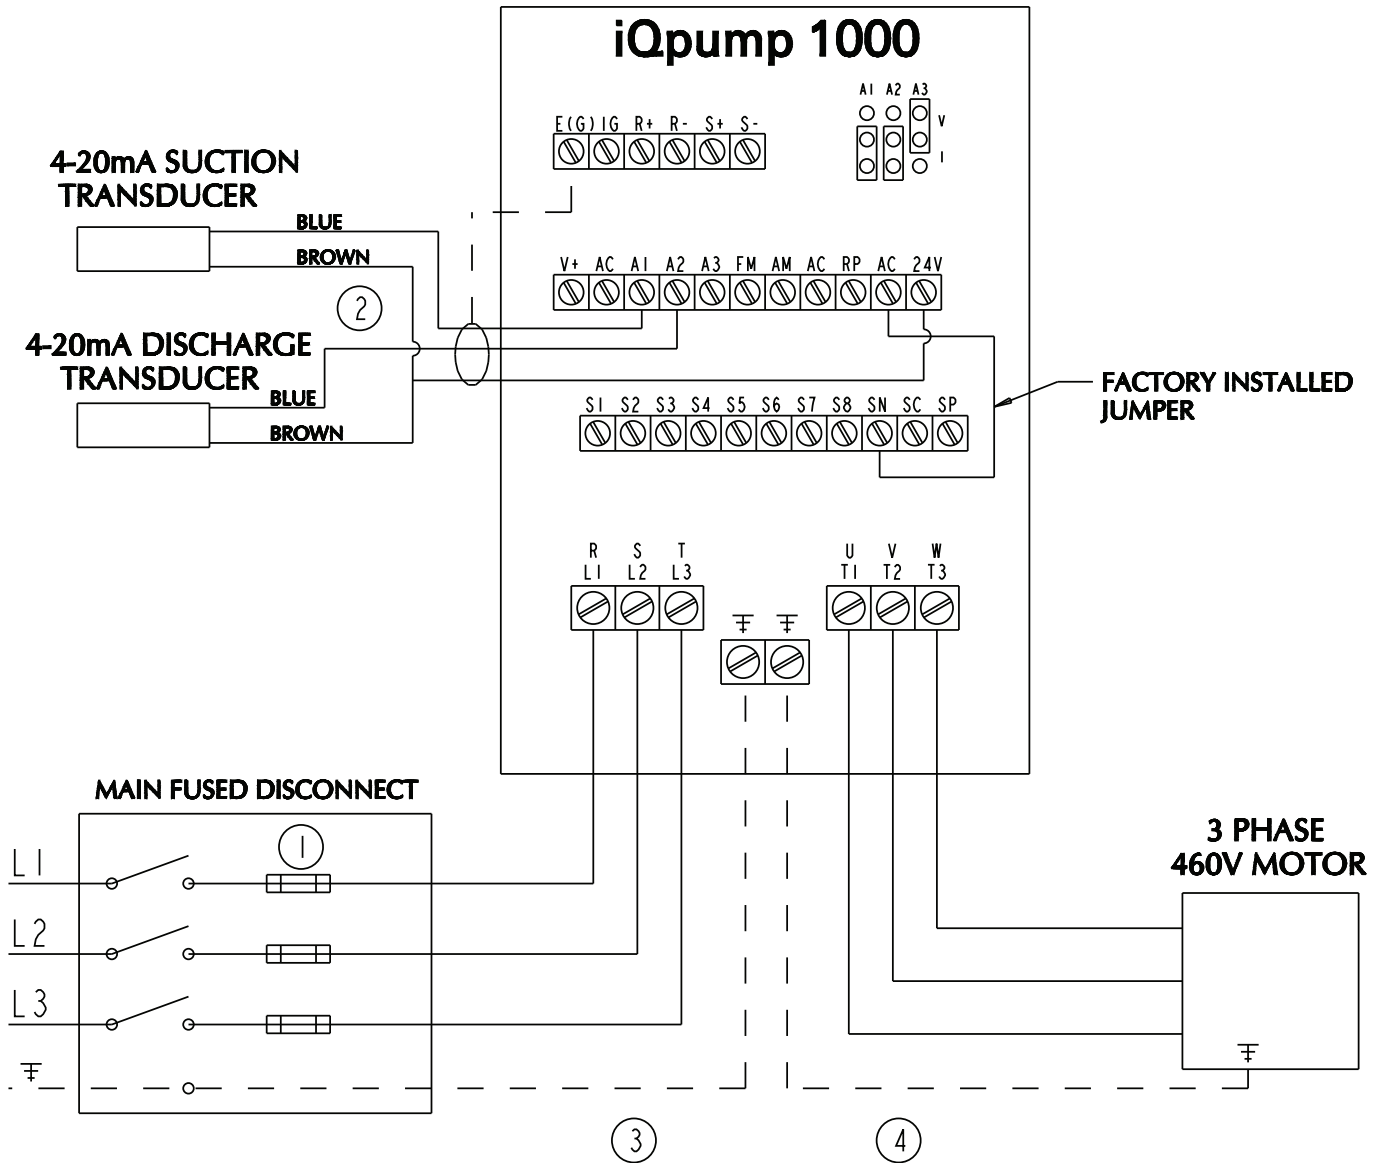 iQpump 1000
A1 A2 A3
V
I
E(G) IG R+ R- S+ S-
4-20mA SUCTION
TRANSDUCER
BLUE
BROWN
V+ AC A1 A2 A3 FM AM AC RP AC 24V
2
4-20mA DISCHARGE
TRANSDUCER
BLUE
BROWN
FACTORY INSTALLED
JUMPER
S1 S2 S3 S4 S5 S6 S7 S8 SN SC SP
R S T
L1 L2 L3
U V W
T1 T2 T3
MAIN FUSED DISCONNECT
1
L1
L2
L3
3 PHASE
460V MOTOR
3
4